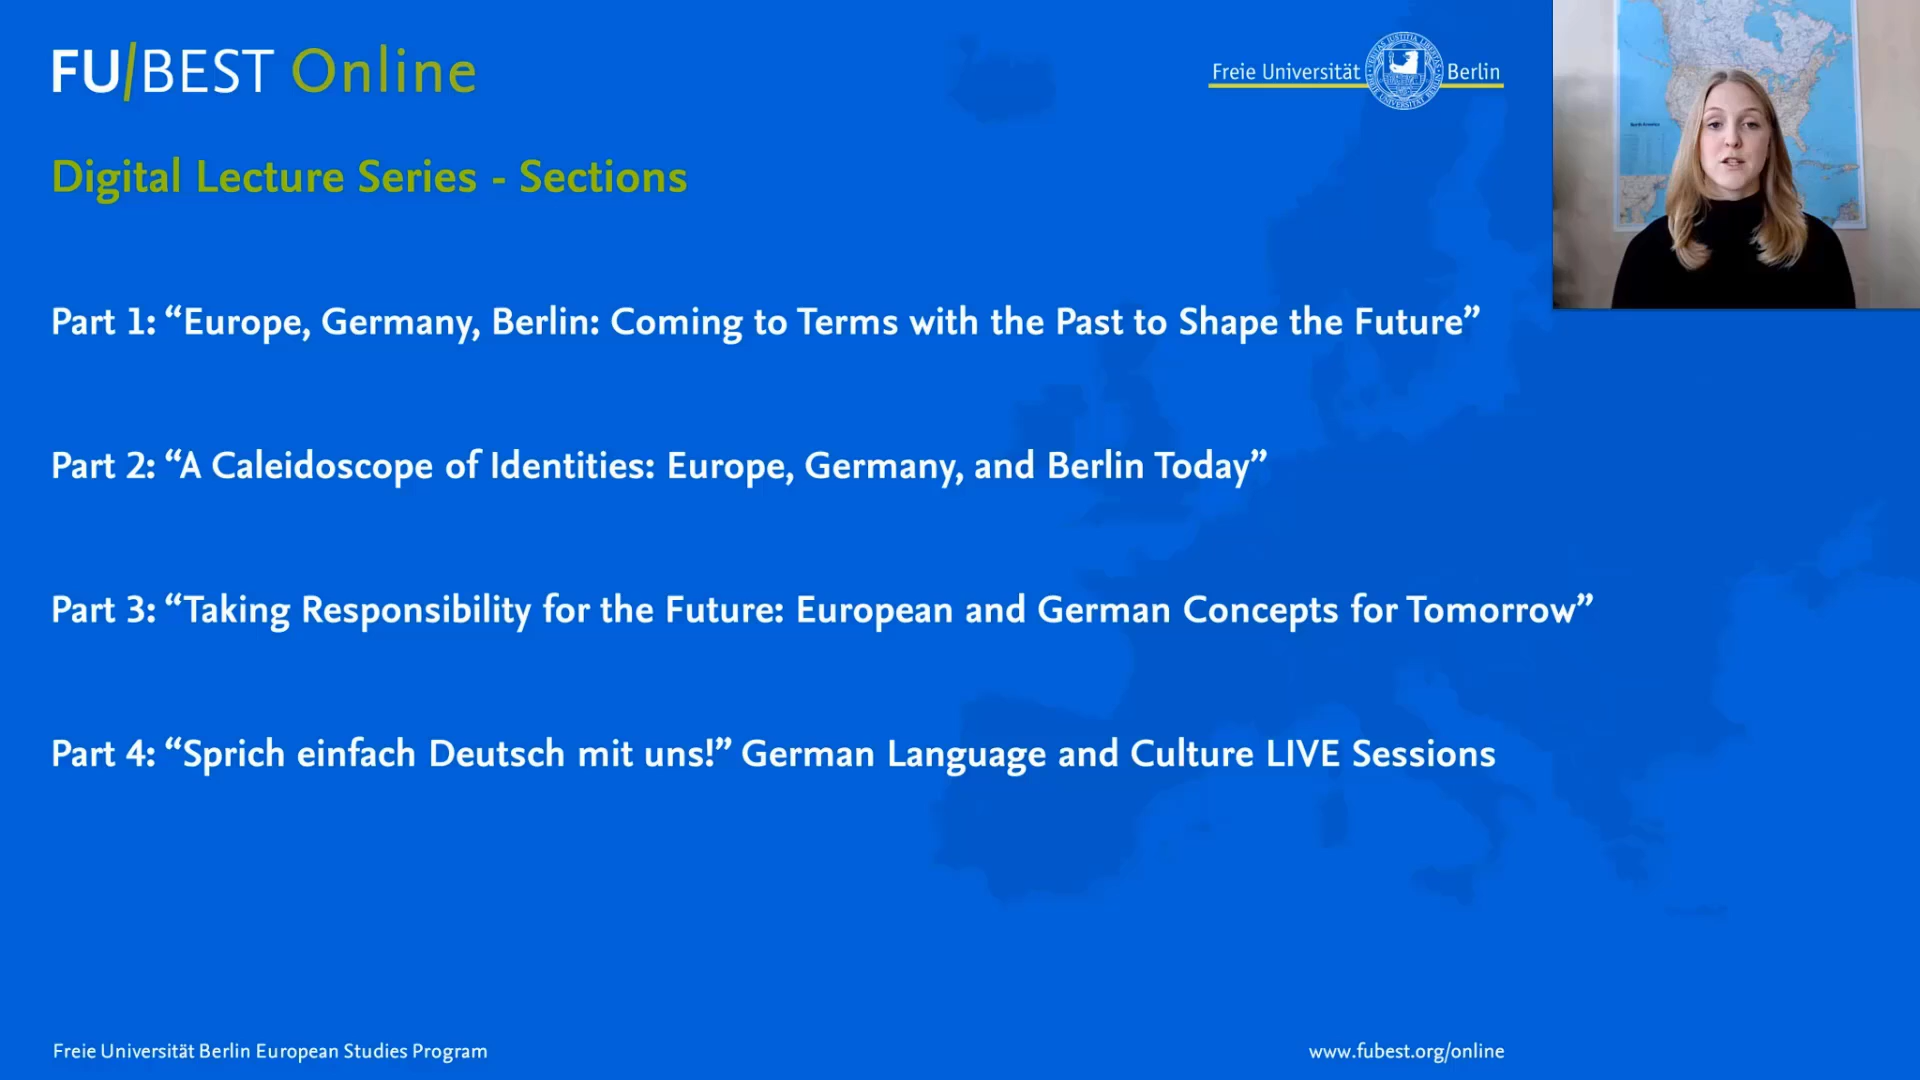 FU/BEST Online
Freie Universität Berlin
Digital Lecture Series - Sections
Part 1: “Europe, Germany, Berlin: Coming to Terms with the Past to Shape the Future”
Part 2: “A Caleidoscope of Identities: Europe, Germany, and Berlin Today”
Part 3: “Taking Responsibility for the Future: European and German Concepts for Tomorrow”
Part 4: “Sprich einfach Deutsch mit uns!” German Language and Culture LIVE Sessions
Freie Universität Berlin European Studies Program
www.fubest.org/online